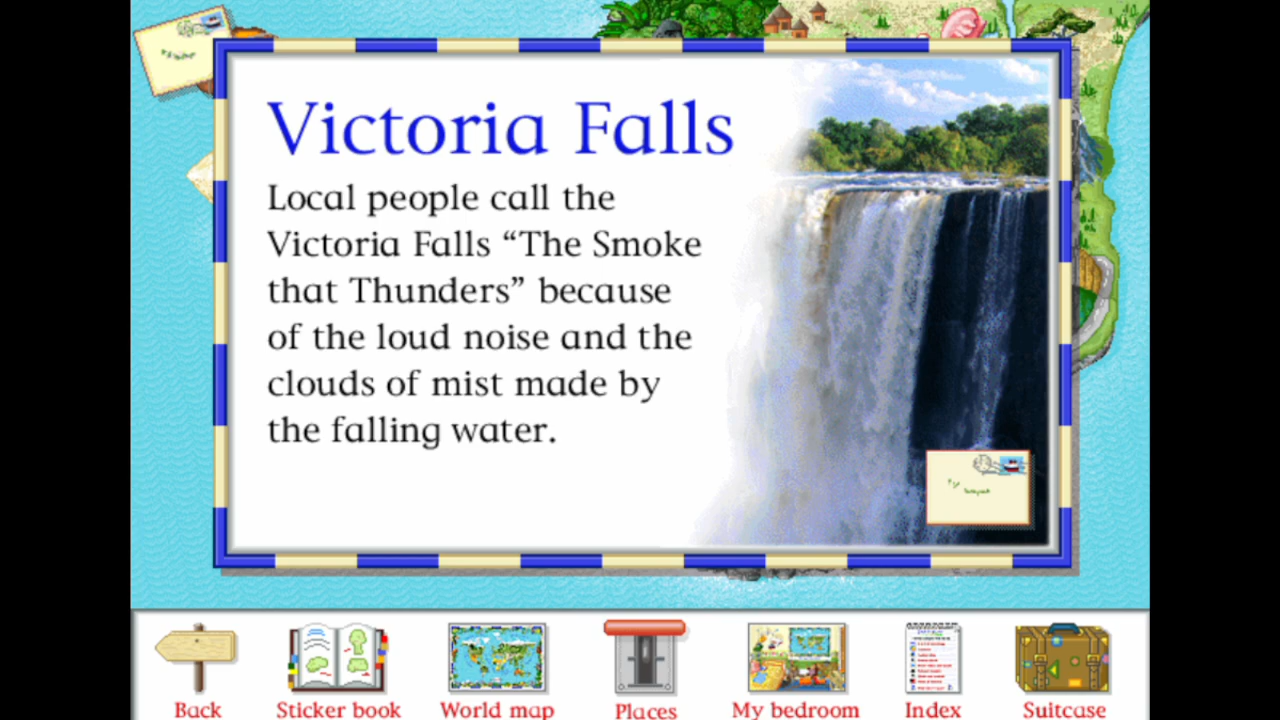 Victoria Falls
Local people call the
Victoria Falls “The Smoke
that Thunders” because
of the loud noise and the
clouds of mist made by
the falling water.
Back
Sticker book
World map
Places
My bedroom
Index
Suitcase